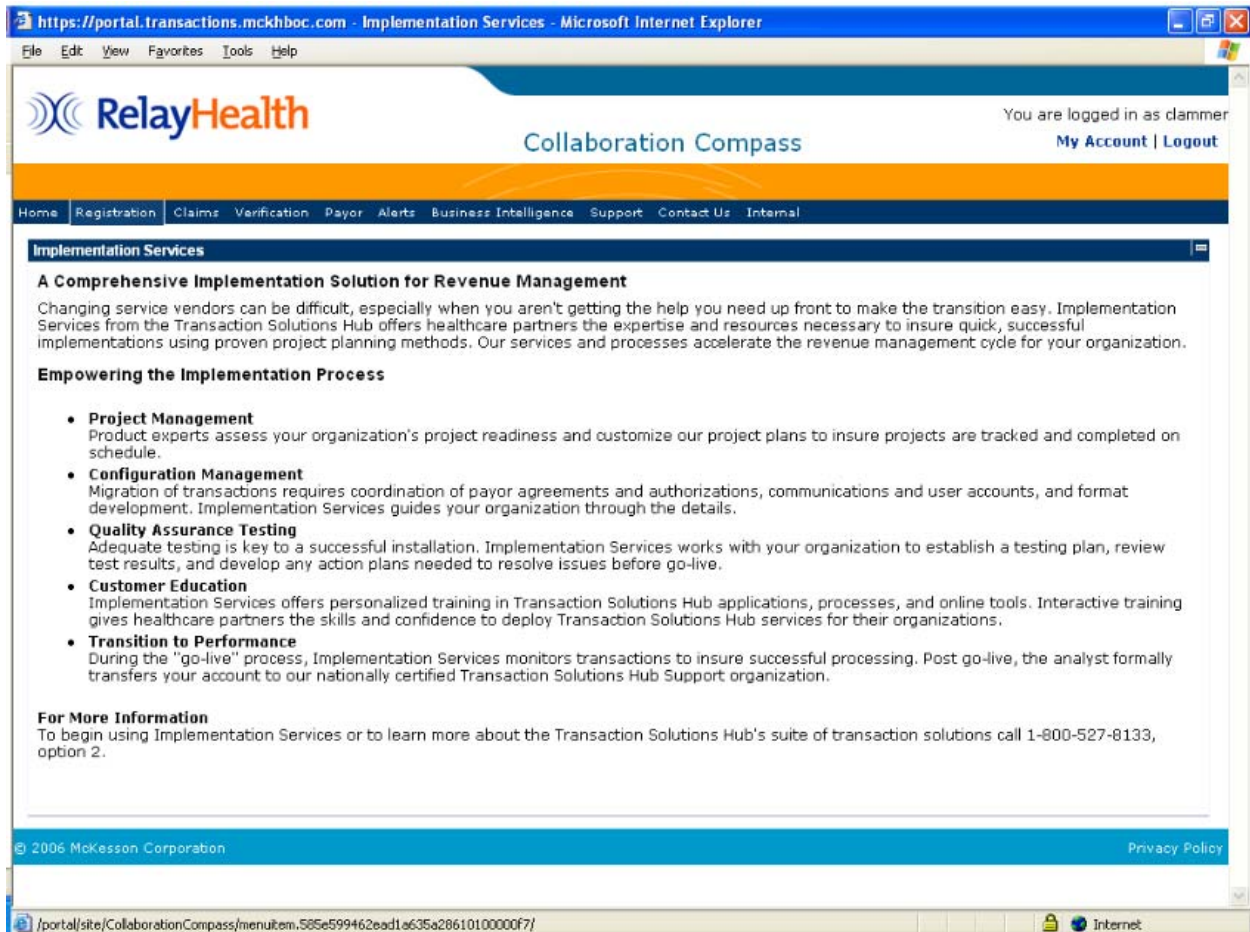 https://portal.transactions.mckhboc.com - Implementation Services - Microsoft Internet Explorer
File Edit View Favorites Tools Help
RelayHealth
You are logged in as clammer
Collaboration Compass
My Account | Logout
Home Registration Claims Verification Payor Alerts Business Intelligence Support Contact Us Internal
Implementation Services
A Comprehensive Implementation Solution for Revenue Management
Changing service vendors can be difficult, especially when you aren't getting the help you need up front to make the transition easy. Implementation
Services from the Transaction Solutions Hub offers healthcare partners the expertise and resources necessary to insure quick, successful
implementations using proven project planning methods. Our services and processes accelerate the revenue management cycle for your organization.
Empowering the Implementation Process
• Project Management
Product experts assess your organization's project readiness and customize our project plans to insure projects are tracked and completed on
schedule.
• Configuration Management
Migration of transactions requires coordination of payor agreements and authorizations, communications and user accounts, and format
development. Implementation Services guides your organization through the details.
• Quality Assurance Testing
Adequate testing is key to a successful installation. Implementation Services works with your organization to establish a testing plan, review
test results, and develop any action plans needed to resolve issues before go-live.
• Customer Education
Implementation Services offers personalized training in Transaction Solutions Hub applications, processes, and online tools. Interactive training
gives healthcare partners the skills and confidence to deploy Transaction Solutions Hub services for their organizations.
• Transition to Performance
During the "go-live" process, Implementation Services monitors transactions to insure successful processing. Post go-live, the analyst formally
transfers your account to our nationally certified Transaction Solutions Hub Support organization.
For More Information
To begin using Implementation Services or to learn more about the Transaction Solutions Hub's suite of transaction solutions call 1-800-527-8133,
option 2.
© 2006 McKesson Corporation
Privacy Policy
/portal/site/CollaborationCompass/menuitem.585e599462ead1a635a28610100000f7/
Internet